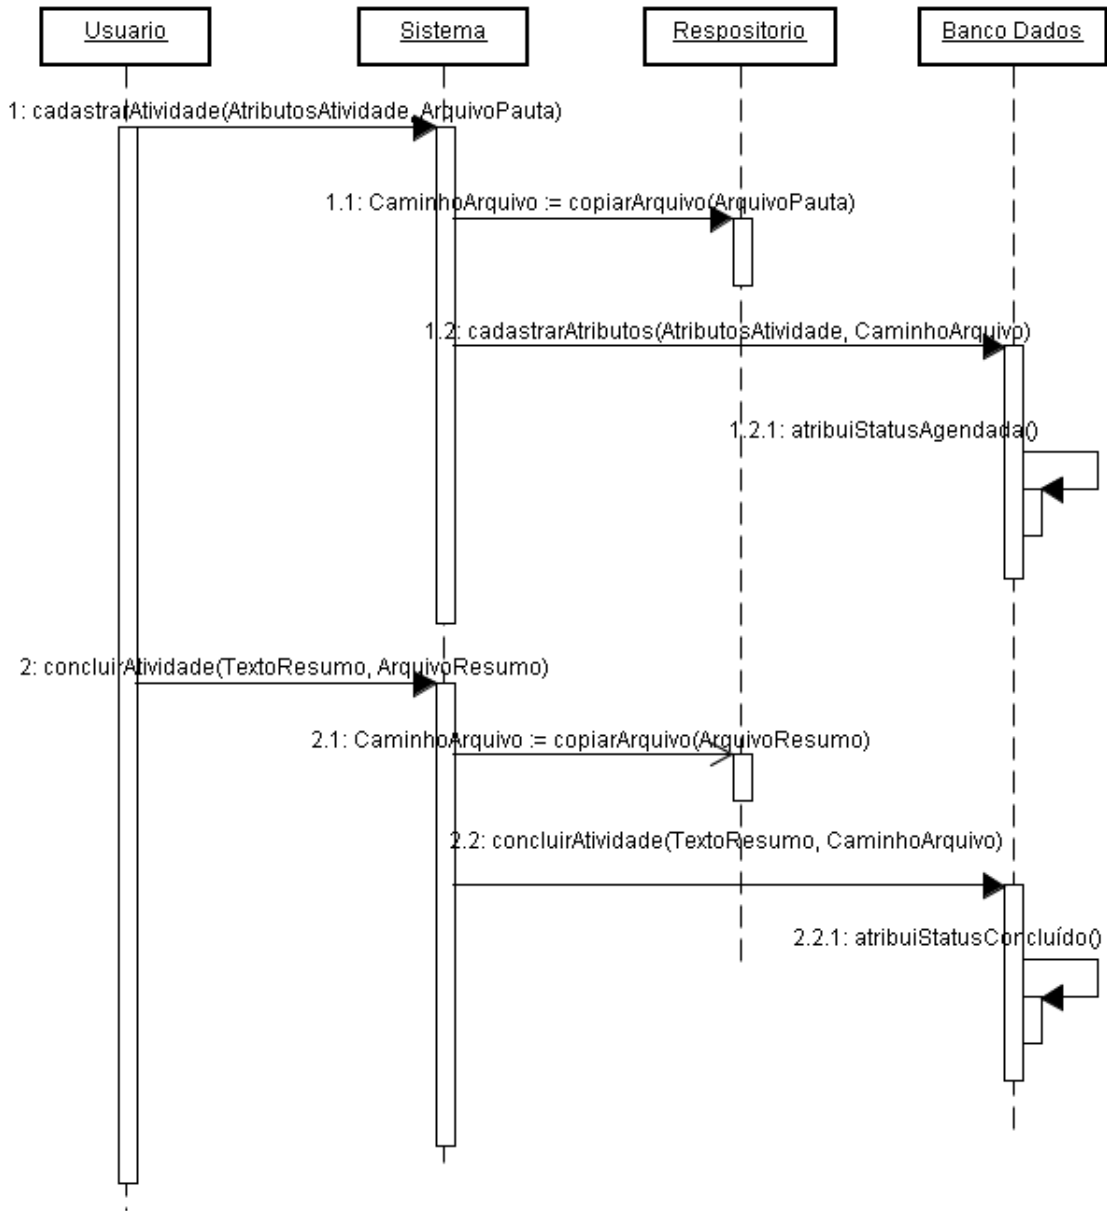 Usuario
Sistema
Respositorio
Banco Dados
1: cadastrarAtividade(AtributosAtividade, ArquivoPauta)
1.1: CaminhoArquivo := copiarArquivo(ArquivoPauta)
1.2: cadastrarAtributos(AtributosAtividade, CaminhoArquivo)
1.2.1: atribuiStatusAgendada()
2: concluirAtividade(TextoResumo, ArquivoResumo)
2.1: CaminhoArquivo := copiarArquivo(ArquivoResumo)
2.2: concluirAtividade(TextoResumo, CaminhoArquivo)
2.2.1: atribuiStatusConcluído()